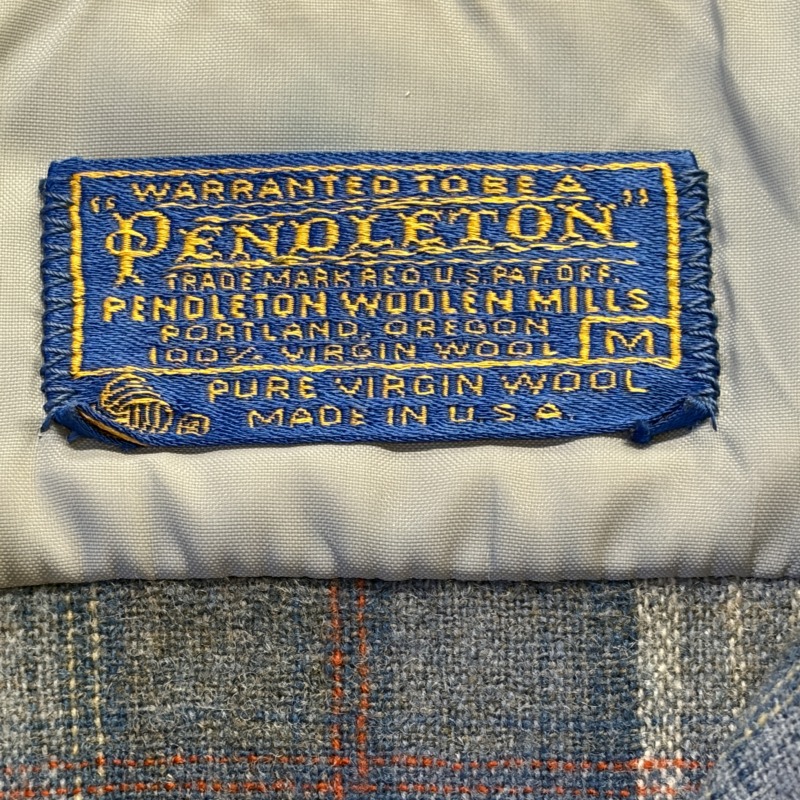 WARRANTED TO BE A
"PENDLETON"
TRADE MARK REG. U.S. PAT. OFF.
PENDLETON WOOLEN MILLS
PORTLAND, OREGON
100% VIRGIN WOOL
M
PURE VIRGIN WOOL
MADE IN U.S.A.